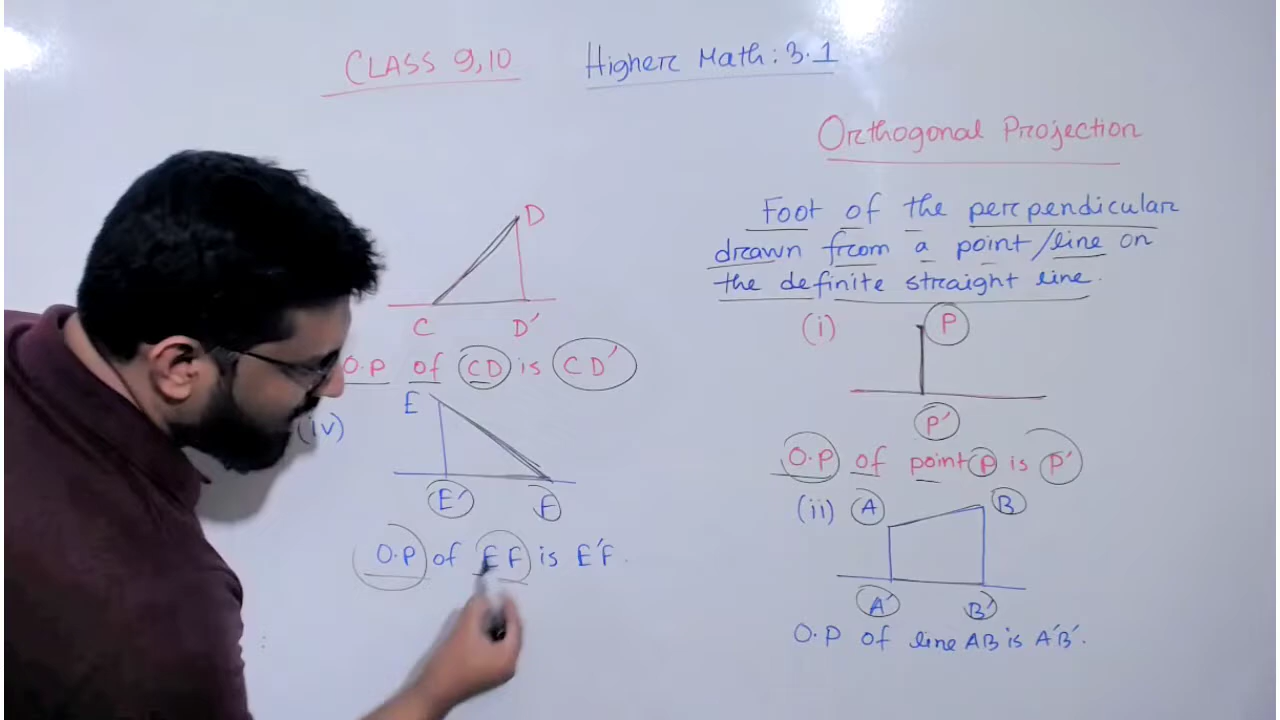 CLASS 9,10
Higher Math: 3.1
Orthogonal Projection
Foot of the perpendicular
drawn from a point/line on
the definite straight line.
(i)
P
P'
O.P of point P is P'
(ii)
A
B
A'
B'
O.P of line AB is A'B'.
D
C
D'
O.P of CD is CD'
(iv)
E
E'
F
O.P of EF is E'F.